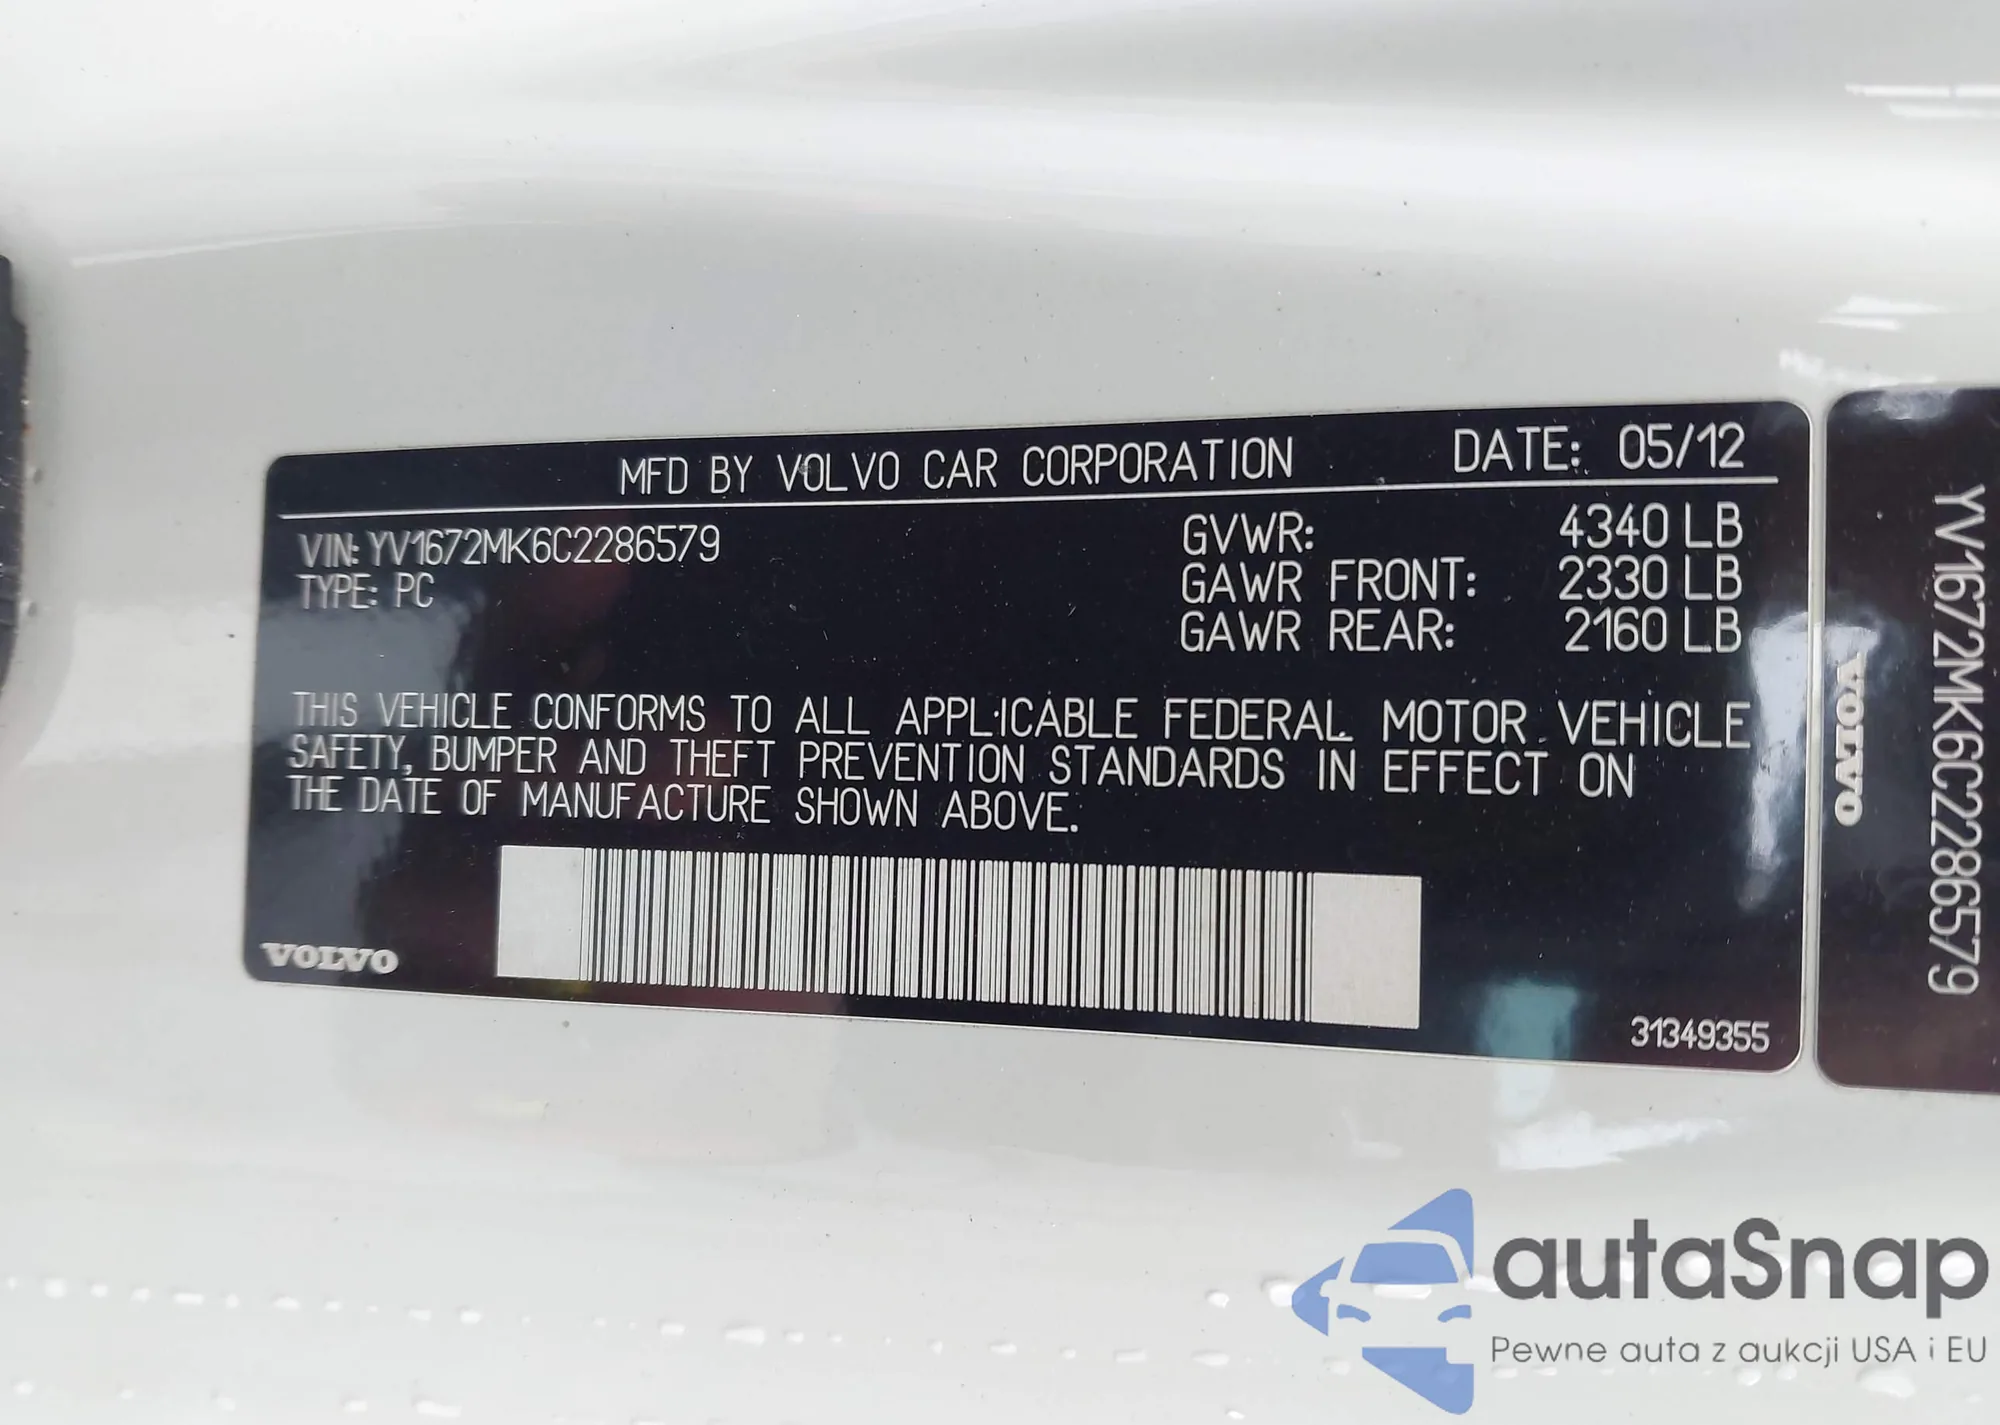 MFD BY VOLVO CAR CORPORATION DATE: 05/12
VIN: YV1672MK6C2286579
TYPE: PC
GVWR: 4340 LB
GAWR FRONT: 2330 LB
GAWR REAR: 2160 LB
THIS VEHICLE CONFORMS TO ALL APPLICABLE FEDERAL MOTOR VEHICLE
SAFETY, BUMPER AND THEFT PREVENTION STANDARDS IN EFFECT ON
THE DATE OF MANUFACTURE SHOWN ABOVE.
VOLVO
31349355
VOLVO
YV1672MK6C2286579
autaSnap
Pewne auta z aukcji USA i EU